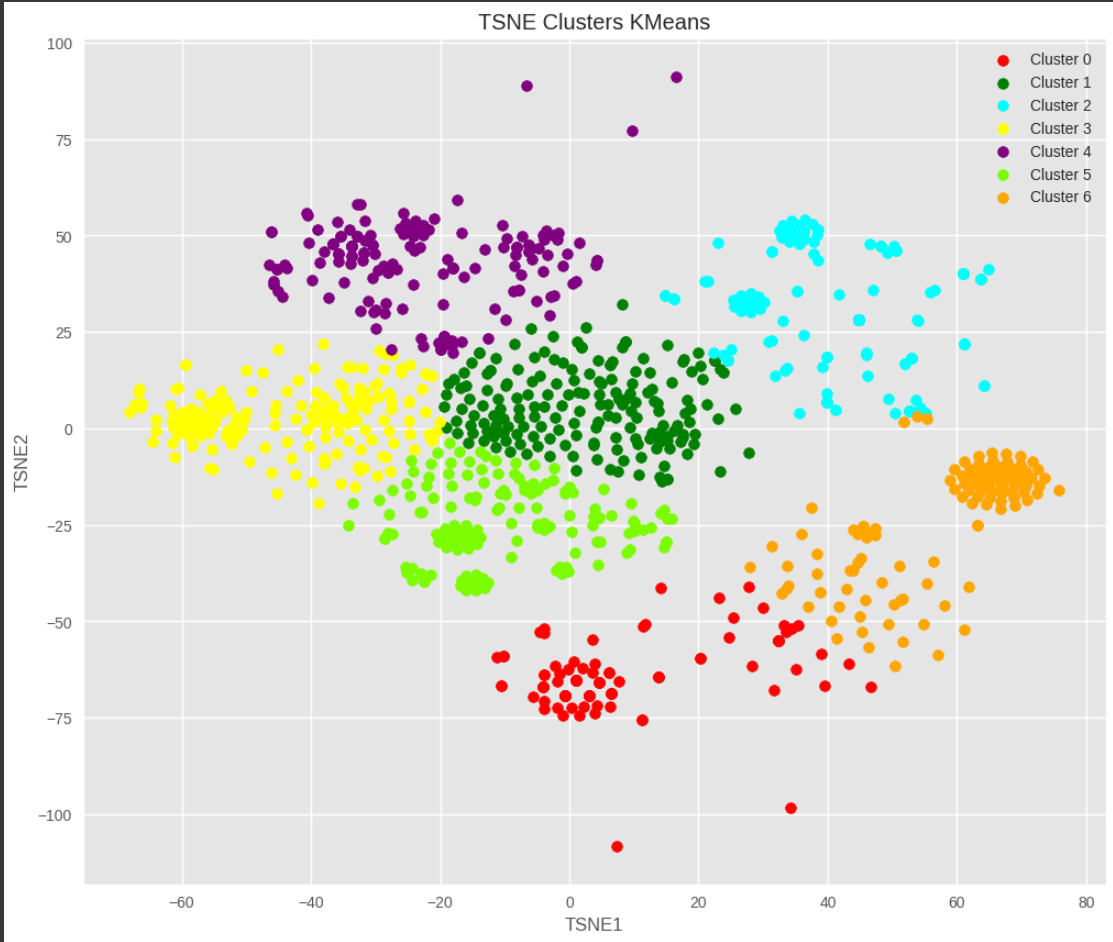 TSNE Clusters KMeans
Cluster 0
Cluster 1
Cluster 2
Cluster 3
Cluster 4
Cluster 5
Cluster 6
100
75
50
25
0
−25
−50
−75
−100
TSNE2
−60 −40 −20 0 20 40 60 80
TSNE1